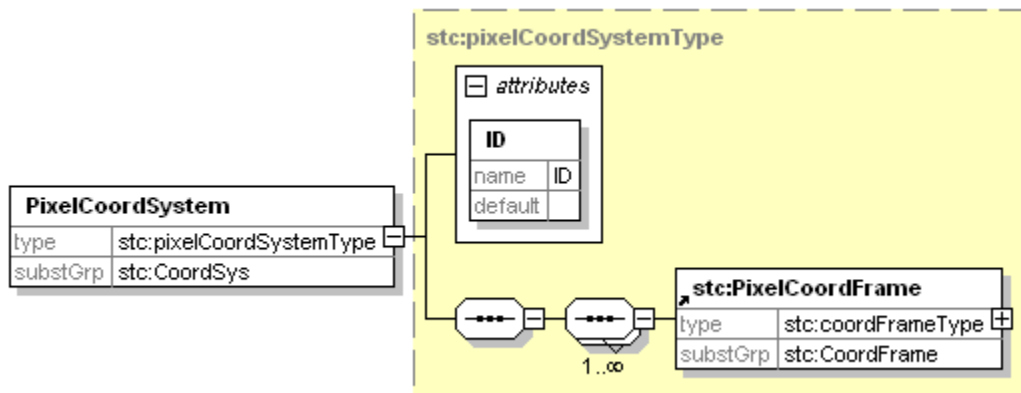 stc:pixelCoordSystemType
attributes
ID
name ID
default
PixelCoordSystem
type stc:pixelCoordSystemType
substGrp stc:CoordSys
stc:PixelCoordFrame
type stc:coordFrameType
substGrp stc:CoordFrame
1..∞